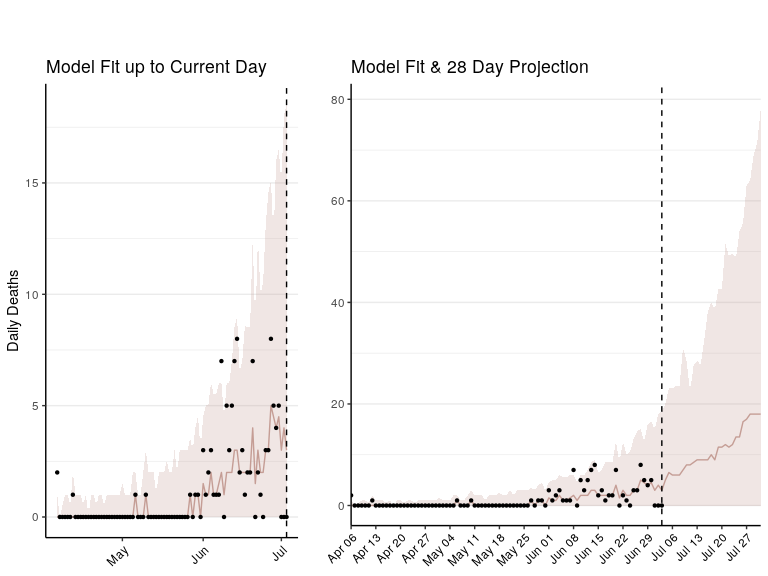 Model Fit up to Current Day
Model Fit & 28 Day Projection
Daily Deaths
15
10
5
0
May
Jun
Jul
80
60
40
20
0
Apr 06
Apr 13
Apr 20
Apr 27
May 04
May 11
May 18
May 25
Jun 01
Jun 08
Jun 15
Jun 22
Jun 29
Jul 06
Jul 13
Jul 20
Jul 27